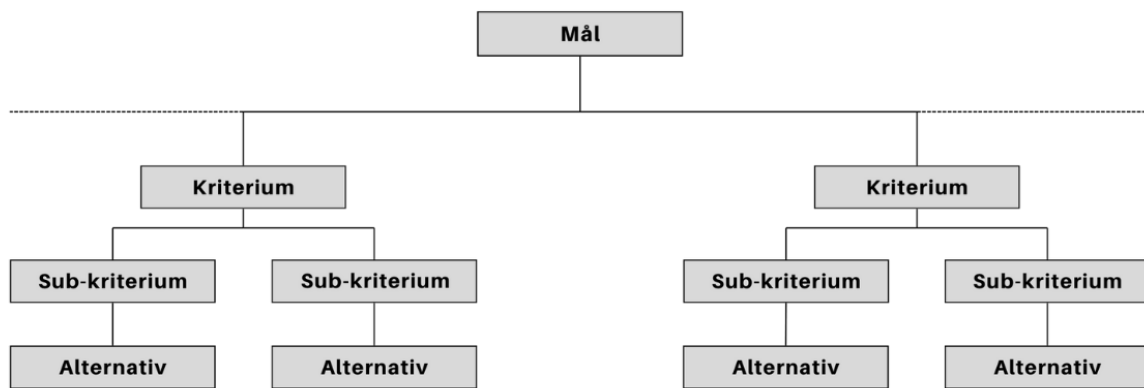 Mål
Kriterium
Kriterium
Sub-kriterium
Sub-kriterium
Sub-kriterium
Sub-kriterium
Alternativ
Alternativ
Alternativ
Alternativ